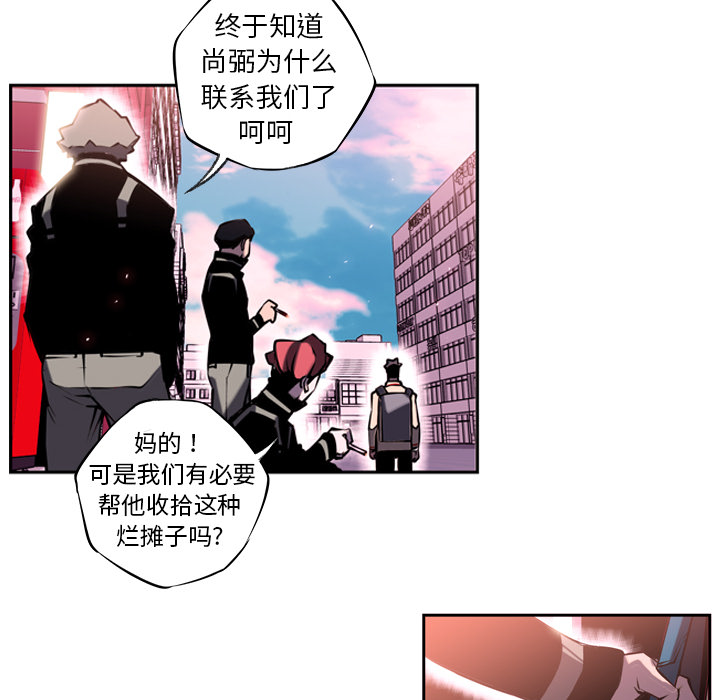 终于知道
尚弼为什么
联系我们了
呵呵
妈的！
可是我们有必要
帮他收拾这种
烂摊子吗?